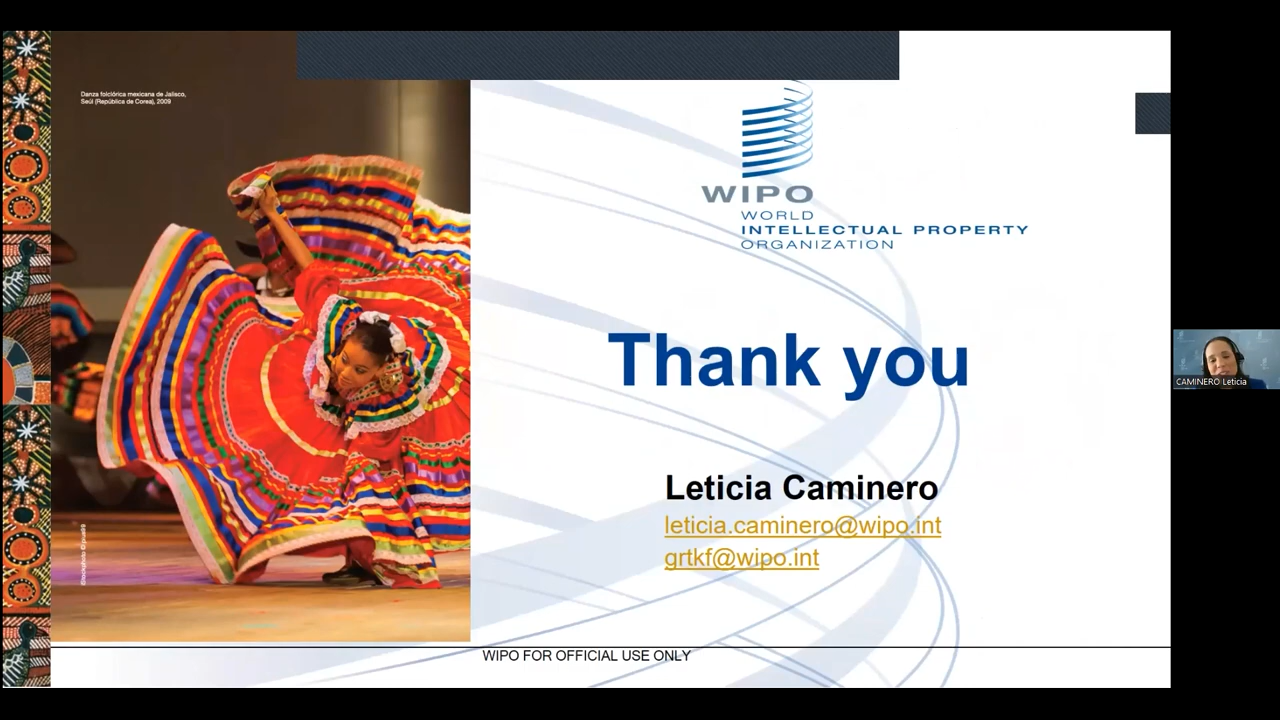 Danza folclórica mexicana de Jalisco,
Seúl (República de Corea), 2009
WIPO
WORLD
INTELLECTUAL PROPERTY
ORGANIZATION
Thank you
Leticia Caminero
leticia.caminero@wipo.int
grtkf@wipo.int
WIPO FOR OFFICIAL USE ONLY
CAMINERO Leticia